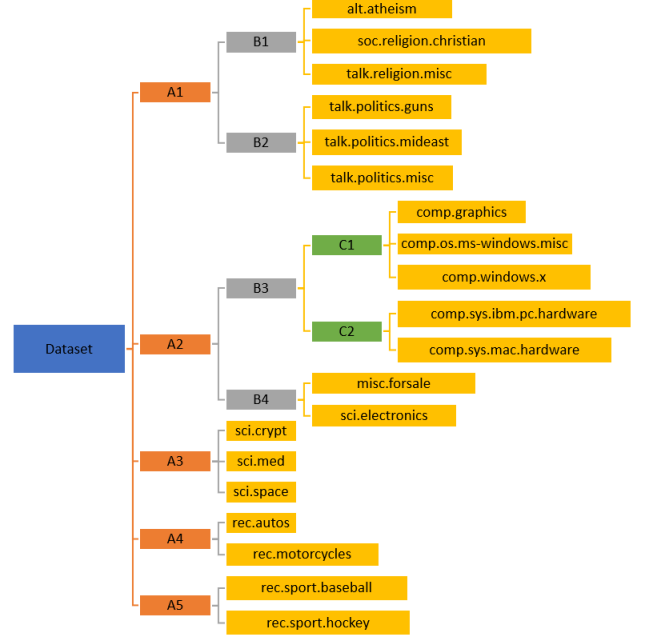 Dataset
A1
B1
alt.atheism
soc.religion.christian
talk.religion.misc
B2
talk.politics.guns
talk.politics.mideast
talk.politics.misc
A2
B3
C1
comp.graphics
comp.os.ms-windows.misc
comp.windows.x
C2
comp.sys.ibm.pc.hardware
comp.sys.mac.hardware
B4
misc.forsale
sci.electronics
A3
sci.crypt
sci.med
sci.space
A4
rec.autos
rec.motorcycles
A5
rec.sport.baseball
rec.sport.hockey